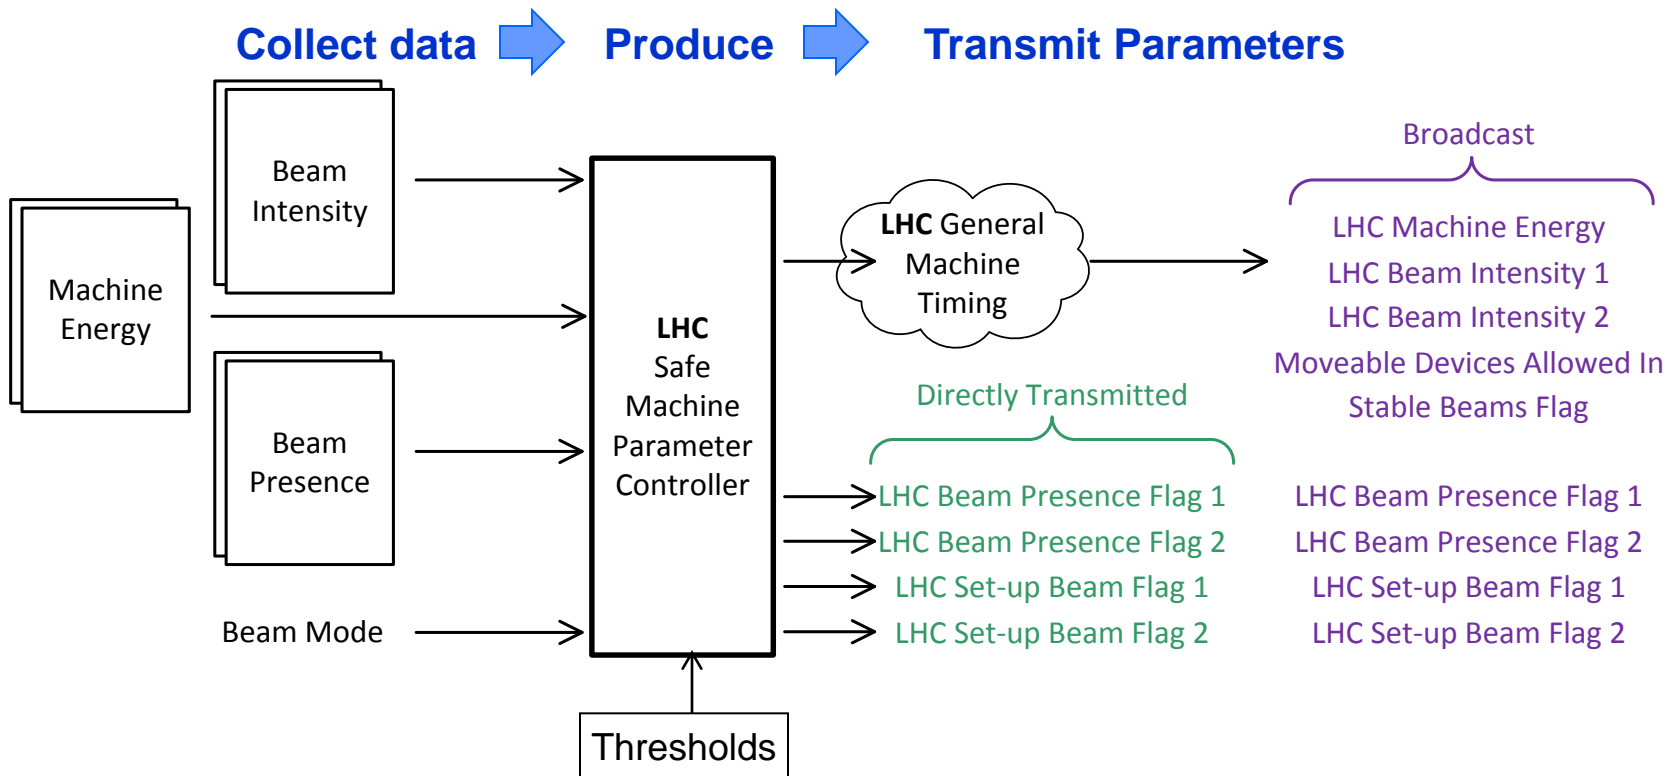 Collect data
Produce
Transmit Parameters
Beam
Intensity
Machine
Energy
Beam
Presence
Beam Mode
LHC
Safe
Machine
Parameter
Controller
Thresholds
LHC General
Machine
Timing
Directly Transmitted
LHC Beam Presence Flag 1
LHC Beam Presence Flag 2
LHC Set-up Beam Flag 1
LHC Set-up Beam Flag 2
Broadcast
LHC Machine Energy
LHC Beam Intensity 1
LHC Beam Intensity 2
Moveable Devices Allowed In
Stable Beams Flag
LHC Beam Presence Flag 1
LHC Beam Presence Flag 2
LHC Set-up Beam Flag 1
LHC Set-up Beam Flag 2